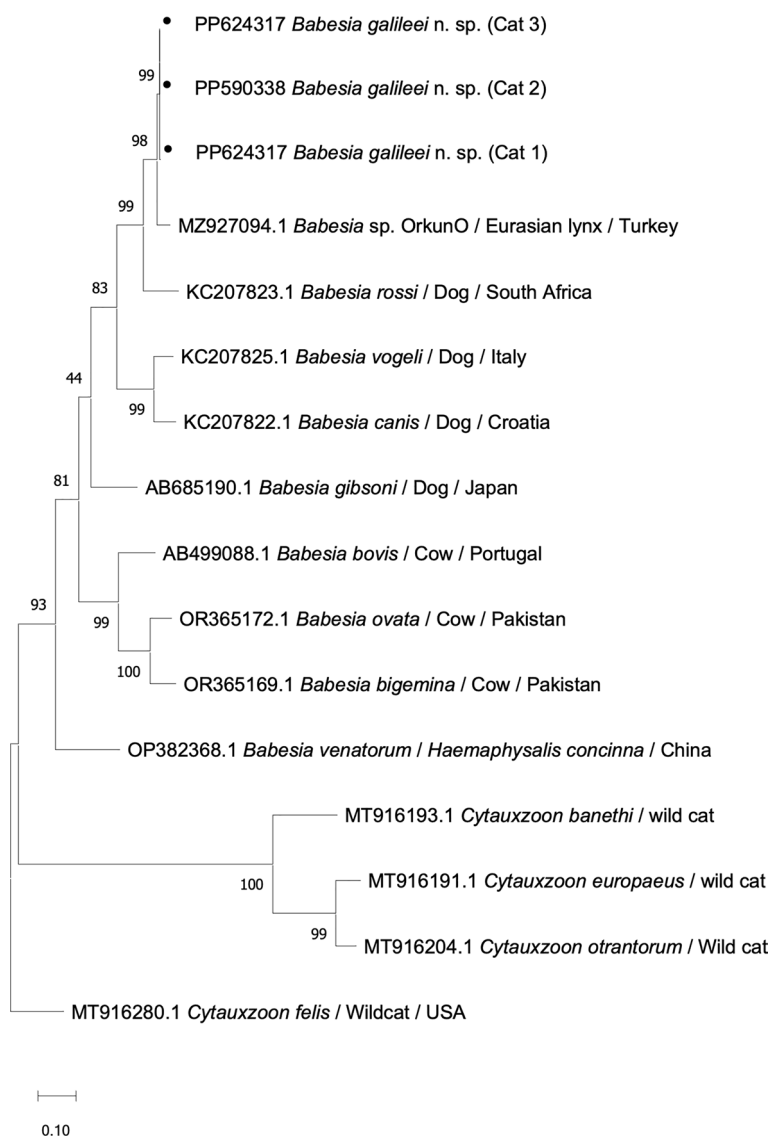 PP624317 Babesia galileei n. sp. (Cat 3)
99
PP590338 Babesia galileei n. sp. (Cat 2)
98
PP624317 Babesia galileei n. sp. (Cat 1)
99
MZ927094.1 Babesia sp. OrkunO / Eurasian lynx / Turkey
83
KC207823.1 Babesia rossi / Dog / South Africa
KC207825.1 Babesia vogeli / Dog / Italy
44
99
KC207822.1 Babesia canis / Dog / Croatia
81
AB685190.1 Babesia gibsoni / Dog / Japan
AB499088.1 Babesia bovis / Cow / Portugal
93
99
OR365172.1 Babesia ovata / Cow / Pakistan
100
OR365169.1 Babesia bigemina / Cow / Pakistan
OP382368.1 Babesia venatorum / Haemaphysalis concinna / China
MT916193.1 Cytauxzoon banethi / wild cat
100
MT916191.1 Cytauxzoon europaeus / wild cat
99
MT916204.1 Cytauxzoon otrantorum / Wild cat
MT916280.1 Cytauxzoon felis / Wildcat / USA
0.10